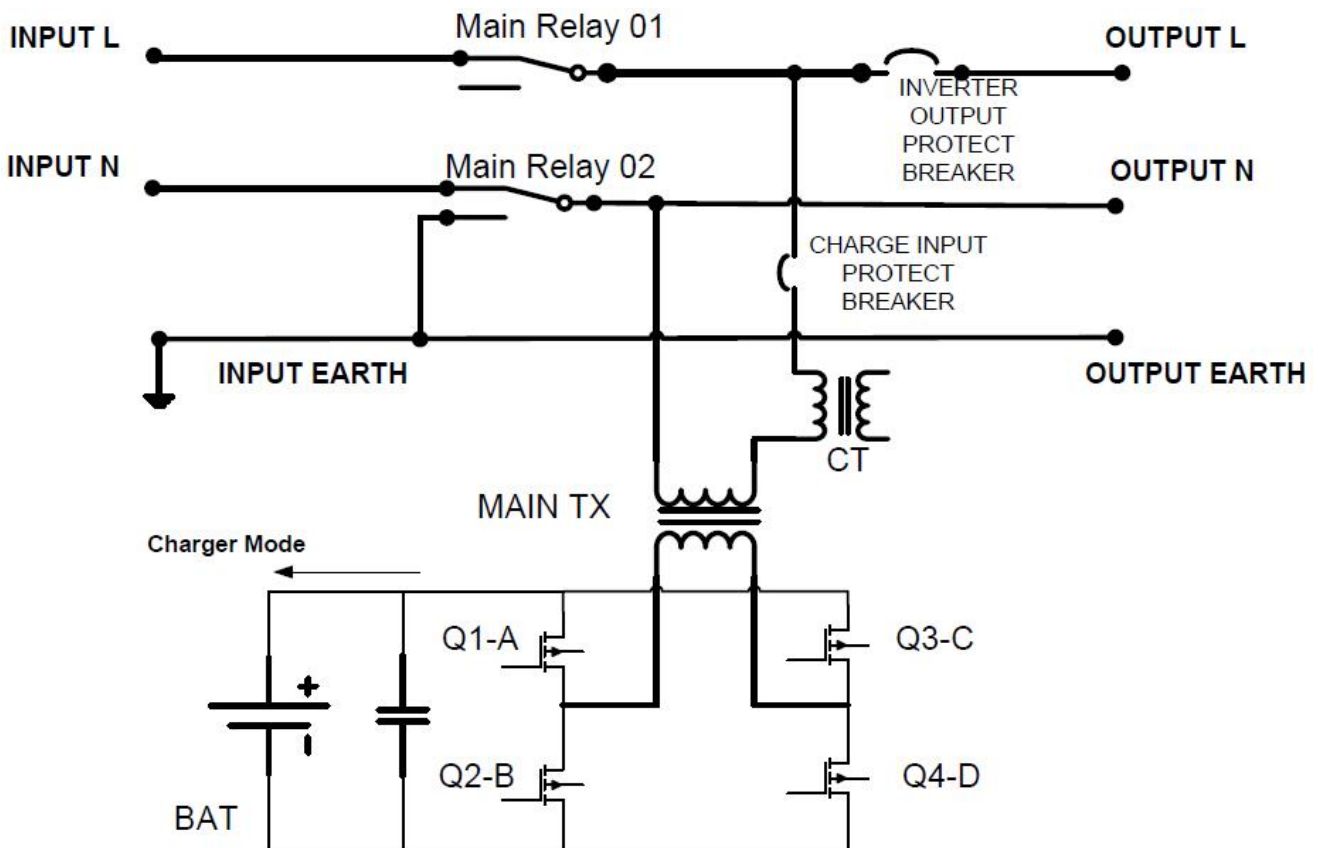 INPUT L
Main Relay 01
OUTPUT L
INVERTER
OUTPUT
PROTECT
BREAKER
INPUT N
Main Relay 02
OUTPUT N
CHARGE INPUT
PROTECT
BREAKER
INPUT EARTH
OUTPUT EARTH
CT
MAIN TX
Charger Mode
Q1-A
Q3-C
+
Q2-B
Q4-D
BAT